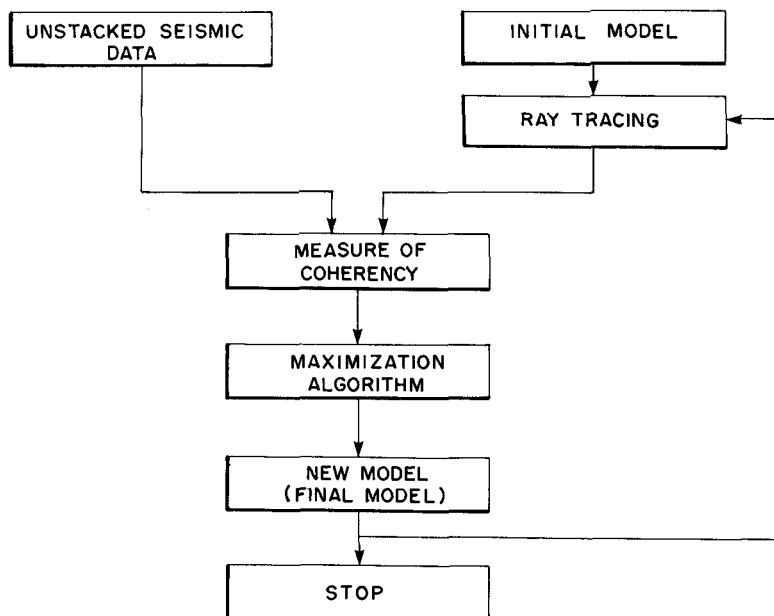 UNSTACKED SEISMIC
DATA
INITIAL MODEL
RAY TRACING
MEASURE OF
COHERENCY
MAXIMIZATION
ALGORITHM
NEW MODEL
(FINAL MODEL)
STOP